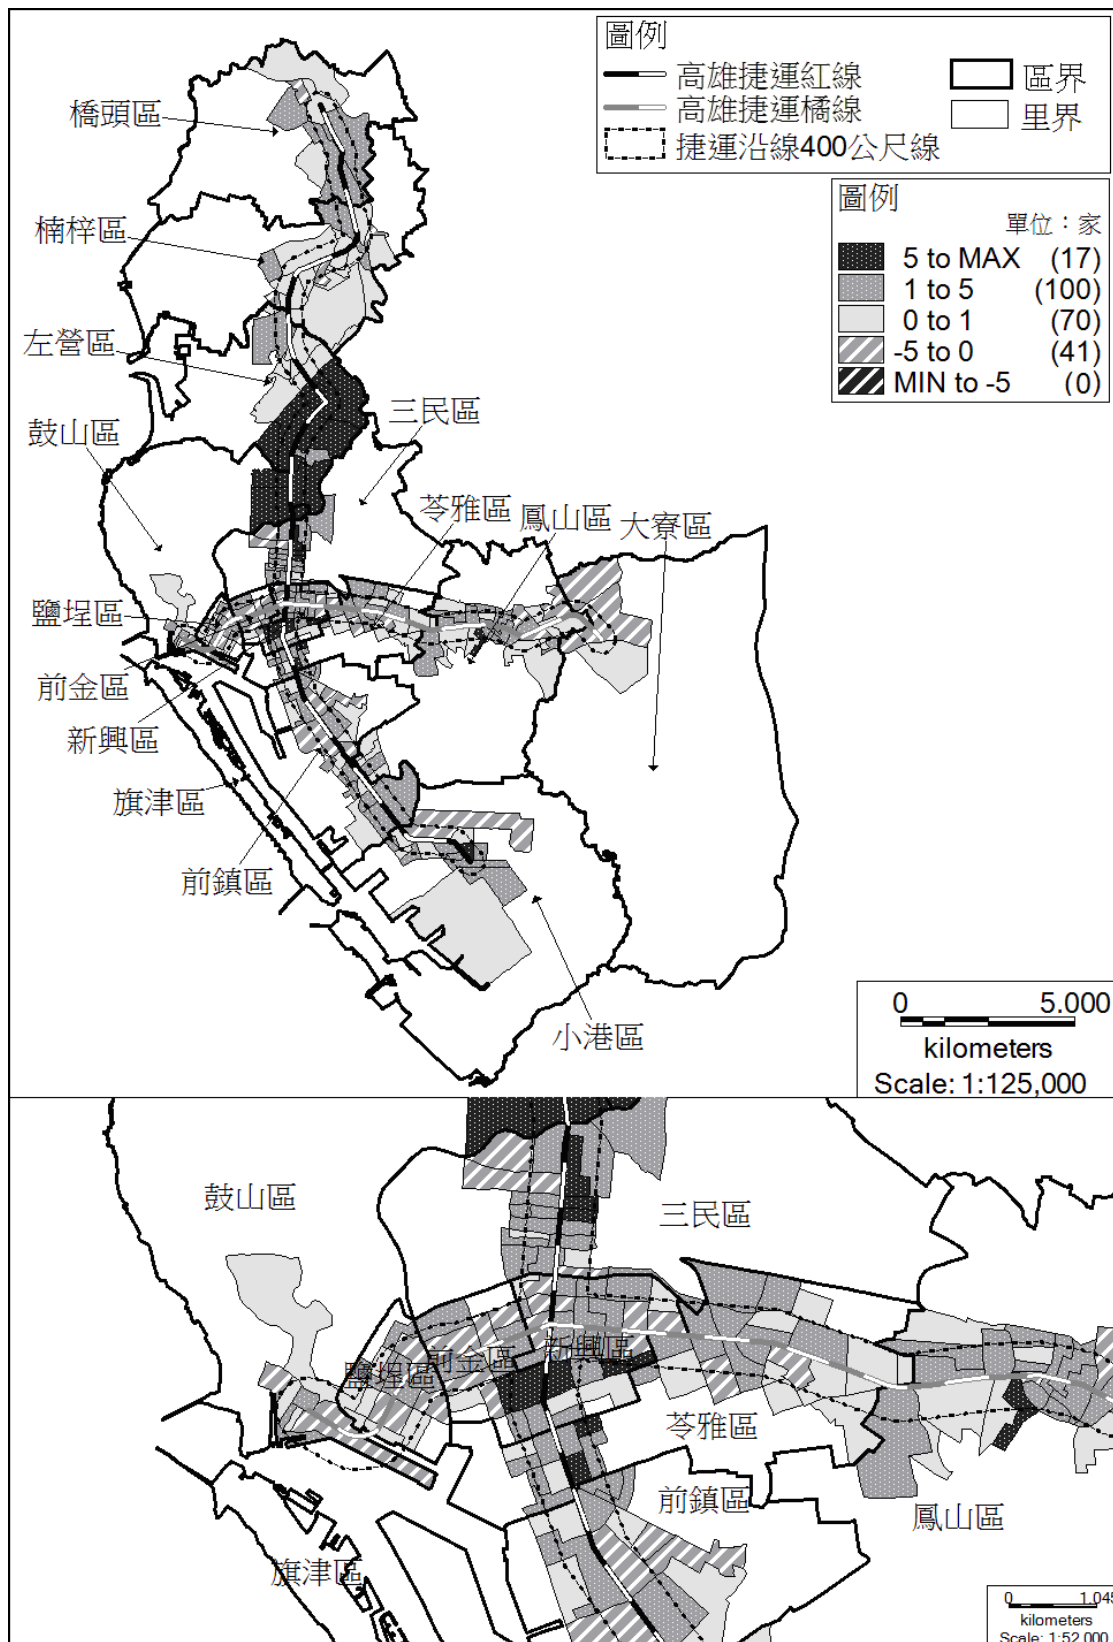 圖例
高雄捷運紅線
區界
高雄捷運橘線
里界
捷運沿線400公尺線
圖例
單位：家
5 to MAX (17)
1 to 5 (100)
0 to 1 (70)
-5 to 0 (41)
MIN to -5 (0)
橋頭區
楠梓區
左營區
鼓山區
三民區
苓雅區
鳳山區
大寮區
鹽埕區
前金區
新興區
旗津區
前鎮區
小港區
0 5.000
kilometers
Scale: 1:125,000
鼓山區
三民區
新興區
前金區
鹽埕區
苓雅區
前鎮區
鳳山區
旗津區
0 1.045
kilometers
Scale: 1:52,000